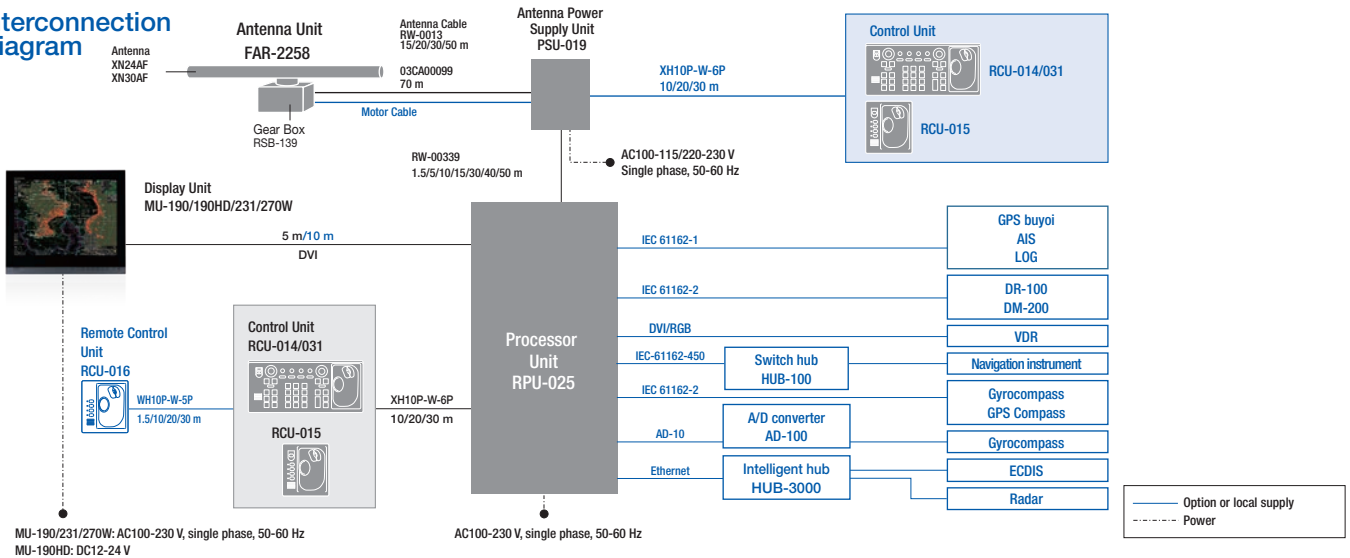 terconnection
iagram
Antenna
XN24AF
XN30AF
Antenna Unit
FAR-2258
Gear Box
RSB-139
Antenna Cable
RW-0013
15/20/30/50 m
03CA00099
70 m
Motor Cable
Antenna Power
Supply Unit
PSU-019
XH10P-W-6P
10/20/30 m
Control Unit
RCU-014/031
RCU-015
AC100-115/220-230 V
Single phase, 50-60 Hz
RW-00339
1.5/5/10/15/30/40/50 m
Display Unit
MU-190/190HD/231/270W
5 m/10 m
DVI
Remote Control
Unit
RCU-016
WH10P-W-5P
1.5/10/20/30 m
Control Unit
RCU-014/031
RCU-015
XH10P-W-6P
10/20/30 m
Processor
Unit
RPU-025
IEC 61162-1
GPS buyoi
AIS
LOG
IEC 61162-2
DR-100
DM-200
DVI/RGB
VDR
IEC-61162-450
Switch hub
HUB-100
Navigation instrument
IEC 61162-2
Gyrocompass
GPS Compass
AD-10
A/D converter
AD-100
Gyrocompass
Ethernet
Intelligent hub
HUB-3000
ECDIS
Radar
Option or local supply
Power
MU-190/231/270W: AC100-230 V, single phase, 50-60 Hz
MU-190HD: DC12-24 V
AC100-230 V, single phase, 50-60 Hz